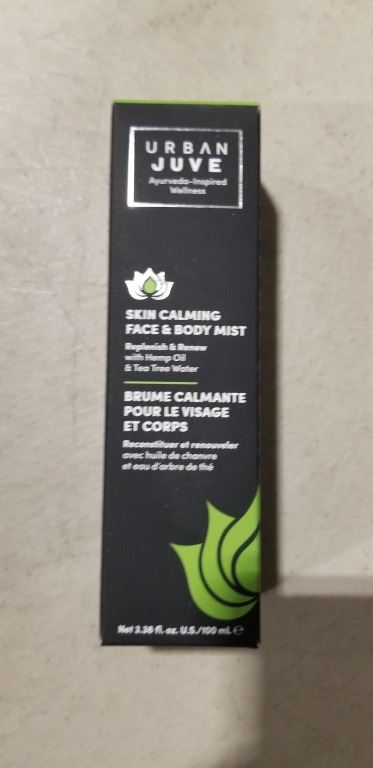 URBAN
JUVE
Ayurveda-Inspired
Wellness
SKIN CALMING
FACE & BODY MIST
Replenish & Renew
with Hemp Oil
& Tea Tree Water
BRUME CALMANTE
POUR LE VISAGE
ET CORPS
Reconstituer et renouveler
avec huile de chanvre
et eau d'arbre de thé
Net 3.38 fl. oz. U.S./100 mL ℮